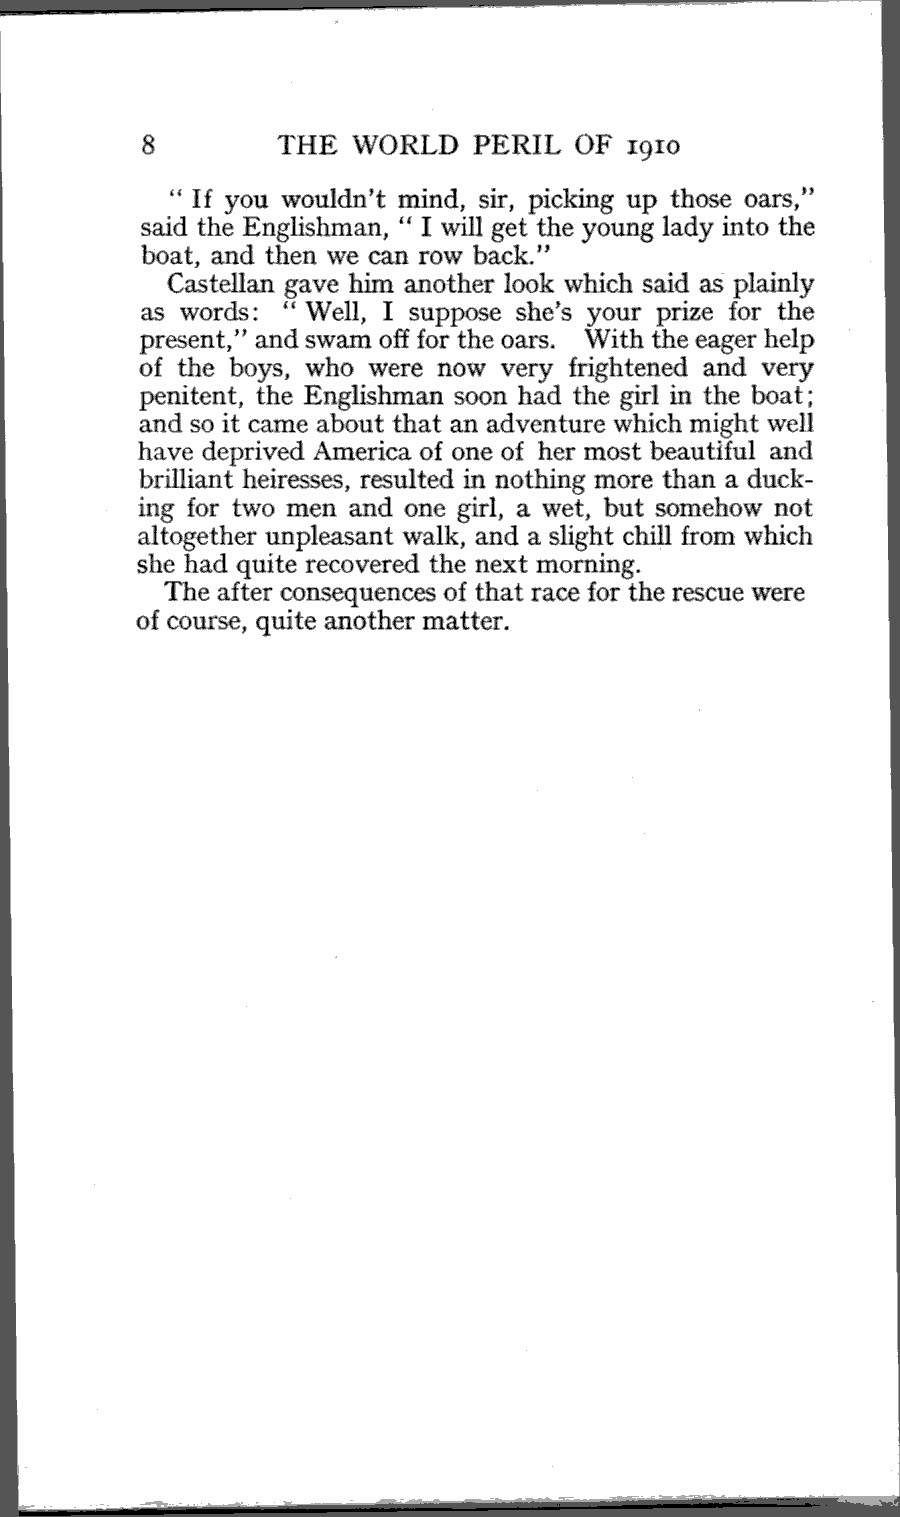 8 THE WORLD PERIL OF 1910
" If you wouldn't mind, sir, picking up those oars,"
said the Englishman, " I will get the young lady into the
boat, and then we can row back."
Castellan gave him another look which said as plainly
as words: " Well, I suppose she's your prize for the
present," and swam off for the oars. With the eager help
of the boys, who were now very frightened and very
penitent, the Englishman soon had the girl in the boat;
and so it came about that an adventure which might well
have deprived America of one of her most beautiful and
brilliant heiresses, resulted in nothing more than a duck-
ing for two men and one girl, a wet, but somehow not
altogether unpleasant walk, and a slight chill from which
she had quite recovered the next morning.
The after consequences of that race for the rescue were
of course, quite another matter.